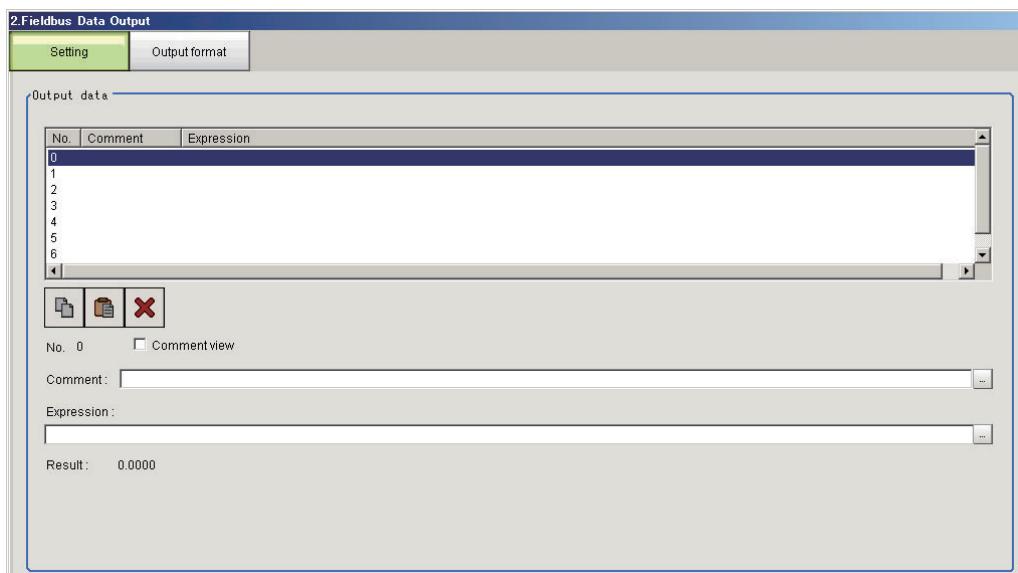 2.Fieldbus Data Output
Setting Output format
Output data
No. Comment Expression
0
1
2
3
4
5
6
No. 0 Comment view
Comment : ...
Expression :
...
Result : 0.0000